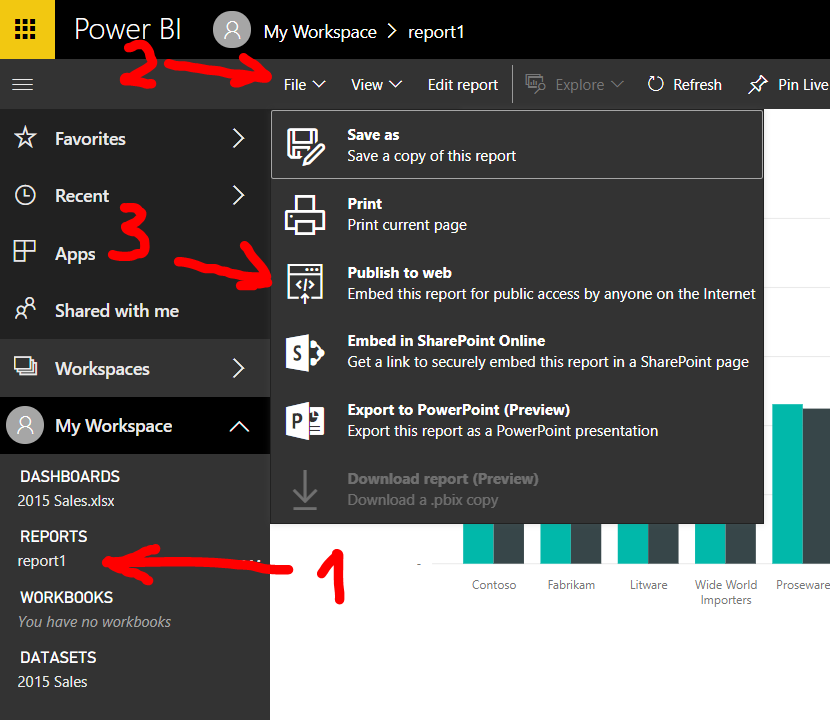 Power BI
My Workspace > report1
2
File
View
Edit report
Explore
Refresh
Pin Live
Favorites
Recent
3
Apps
Shared with me
Workspaces
My Workspace
DASHBOARDS
2015 Sales.xlsx
REPORTS
report1
...
1
WORKBOOKS
You have no workbooks
DATASETS
2015 Sales
Save as
Save a copy of this report
Print
Print current page
Publish to web
Embed this report for public access by anyone on the Internet
Embed in SharePoint Online
Get a link to securely embed this report in a SharePoint page
Export to PowerPoint (Preview)
Export this report as a PowerPoint presentation
Download report (Preview)
Download a .pbix copy
-
Contoso
Fabrikam
Litware
Wide World
Importers
Proseware